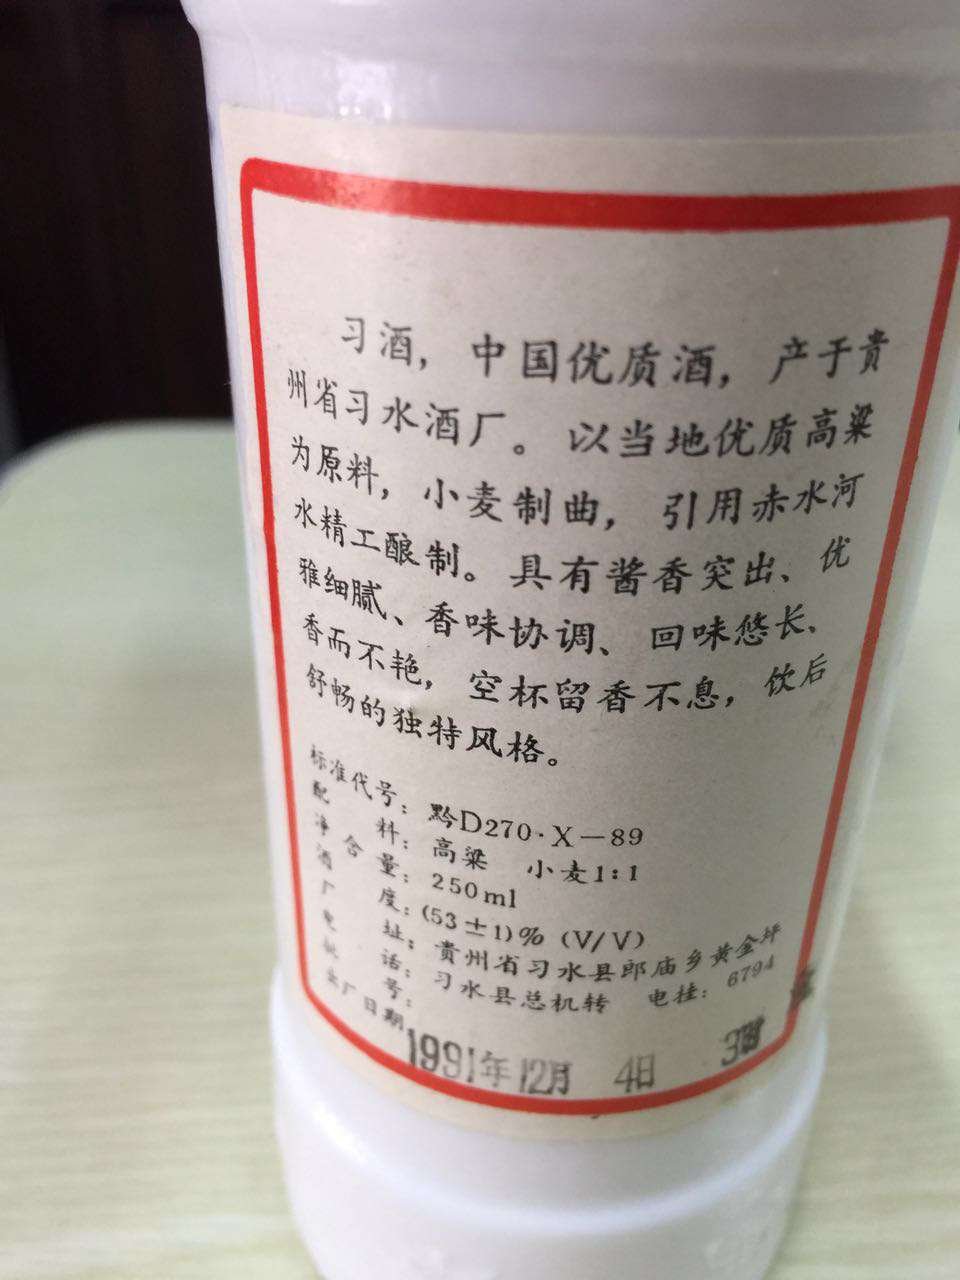 习酒，中国优质酒，产于贵
州省习水酒厂。以当地优质高粱
为原料，小麦制曲，引用赤水河
水精工酿制。具有酱香突出、优
雅细腻、香味协调、回味悠长、
香而不艳，空杯留香不息，饮后
舒畅的独特风格。
标准代号：黔D270·X—89
配料：高粱 小麦1：1
净含量：250ml
酒度：(53±1)%（V/V）
厂址：贵州省习水县郎庙乡黄金坪
电话：习水县总机转 电挂：6794
批号：
出厂日期
1991年12月 4日